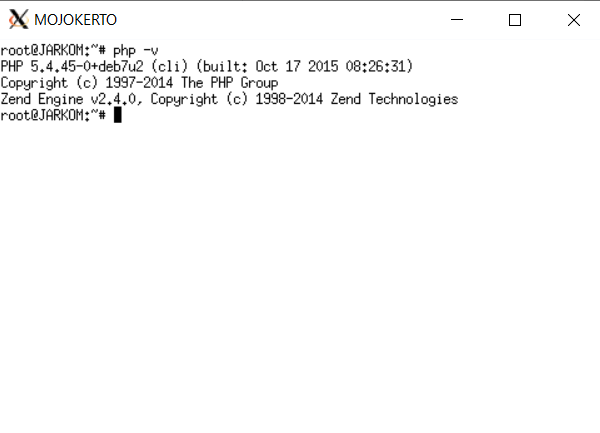 MOJOKERTO
root@JARKOM:~# php -v
PHP 5.4.45-0+deb7u2 (cli) (built: Oct 17 2015 08:26:31)
Copyright (c) 1997-2014 The PHP Group
Zend Engine v2.4.0, Copyright (c) 1998-2014 Zend Technologies
root@JARKOM:~#